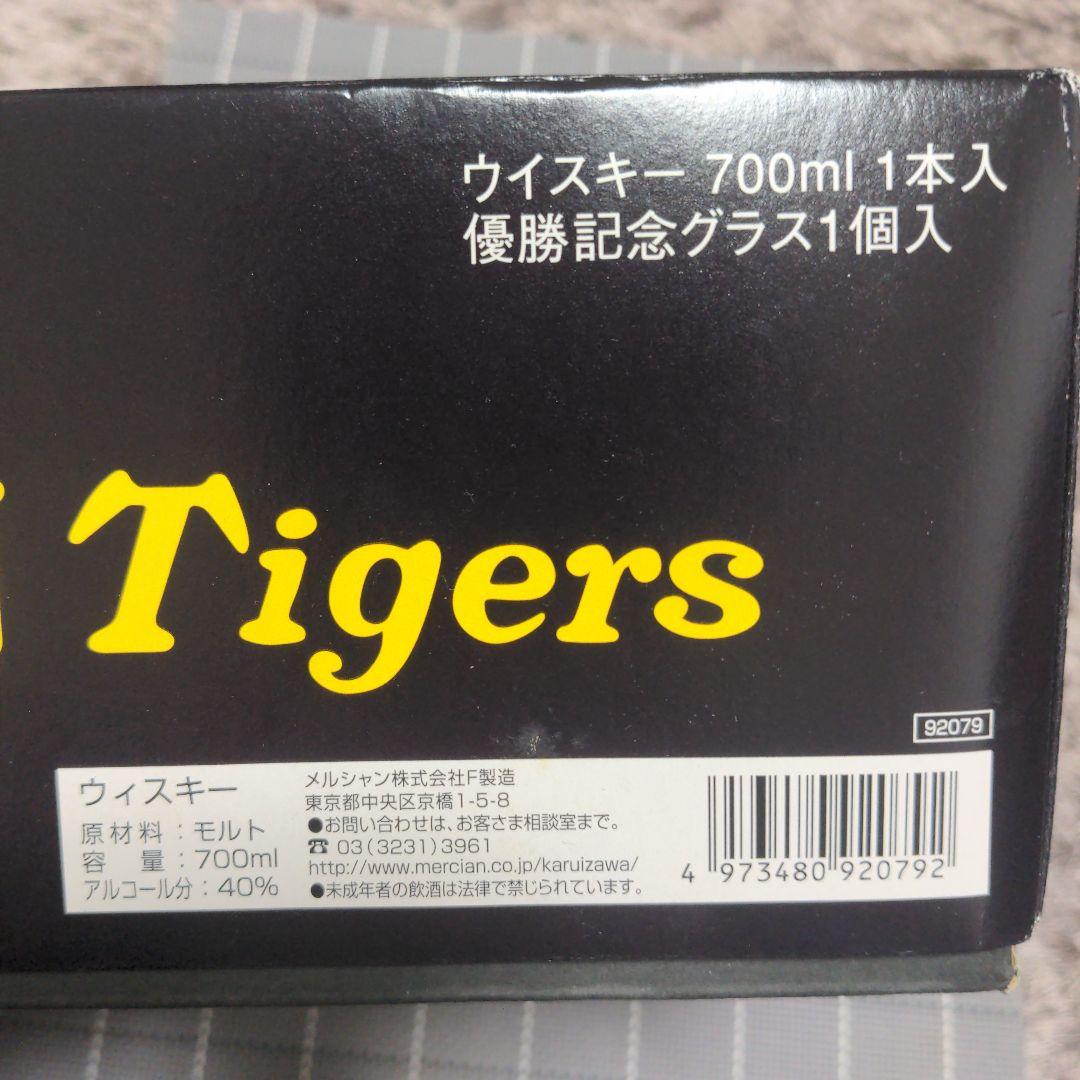 ウイスキー 700ml 1本入
優勝記念グラス1個入
Tigers
92079
ウィスキー
原材料：モルト
容 量：700ml
アルコール分：40%
メルシャン株式会社F製造
東京都中央区京橋1-5-8
●お問い合わせは、お客さま相談室まで。
☎ 03(3231)3961
http://www.mercian.co.jp/karuizawa/
●未成年者の飲酒は法律で禁じられています。
4 973480 920792